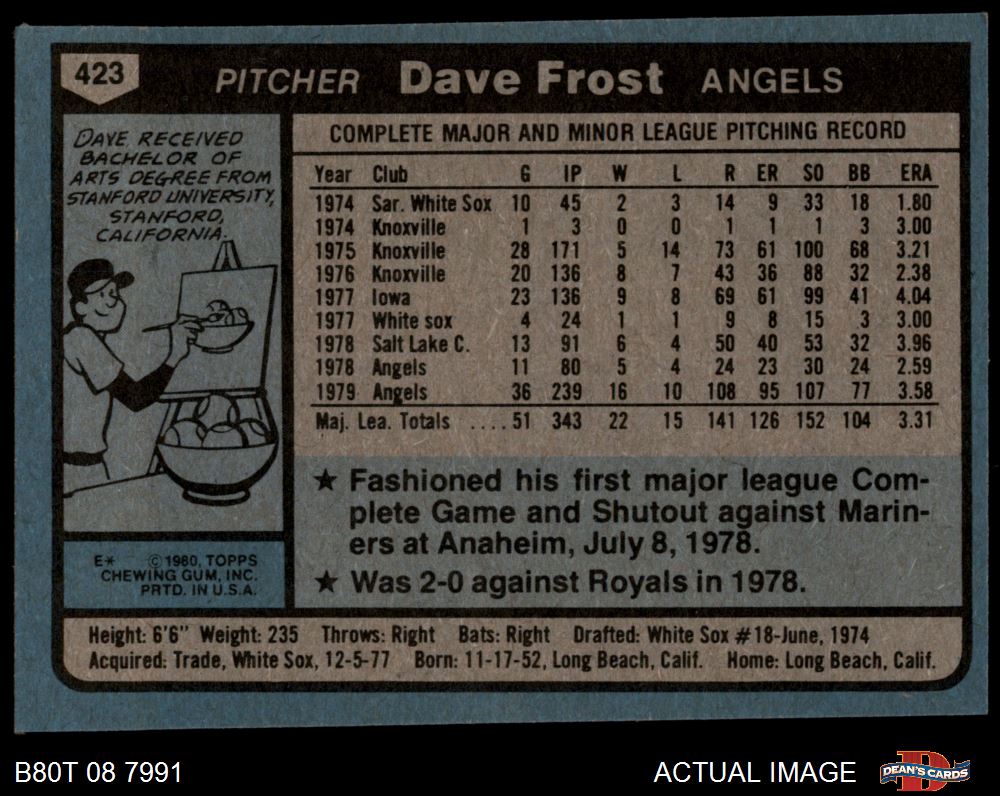 423 PITCHER Dave Frost ANGELS
DAVE RECEIVED
BACHELOR OF
ARTS DEGREE FROM
STANFORD UNIVERSITY,
STANFORD,
CALIFORNIA.
COMPLETE MAJOR AND MINOR LEAGUE PITCHING RECORD
Year Club G IP W L R ER SO BB ERA
1974 Sar. White Sox 10 45 2 3 14 9 33 18 1.80
1974 Knoxville 1 3 0 0 1 1 1 3 3.00
1975 Knoxville 28 171 5 14 73 61 100 68 3.21
1976 Knoxville 20 136 8 7 43 36 88 32 2.38
1977 Iowa 23 136 9 8 69 61 99 41 4.04
1977 White sox 4 24 1 1 9 8 15 3 3.00
1978 Salt Lake C. 13 91 6 4 50 40 53 32 3.96
1978 Angels 11 80 5 4 24 23 30 24 2.59
1979 Angels 36 239 16 10 108 95 107 77 3.58
Maj. Lea. Totals ....51 343 22 15 141 126 152 104 3.31
★ Fashioned his first major league Com-
plete Game and Shutout against Marin-
ers at Anaheim, July 8, 1978.
★ Was 2-0 against Royals in 1978.
E* © 1980, TOPPS
CHEWING GUM, INC.
PRTD. IN U.S.A.
Height: 6'6" Weight: 235 Throws: Right Bats: Right Drafted: White Sox #18-June, 1974
Acquired: Trade, White Sox, 12-5-77 Born: 11-17-52, Long Beach, Calif. Home: Long Beach, Calif.
B80T 08 7991 ACTUAL IMAGE DEAN'S CARDS